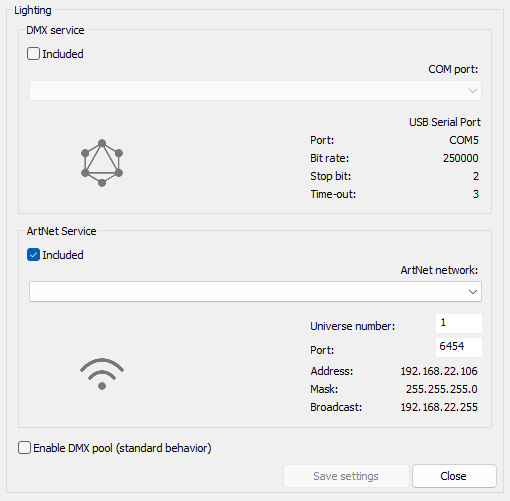 Lighting
DMX service
Included
COM port:
USB Serial Port
Port: COM5
Bit rate: 250000
Stop bit: 2
Time-out: 3
ArtNet Service
Included
ArtNet network:
Universe number: 1
Port: 6454
Address: 192.168.22.106
Mask: 255.255.255.0
Broadcast: 192.168.22.255
Enable DMX pool (standard behavior)
Save settings Close